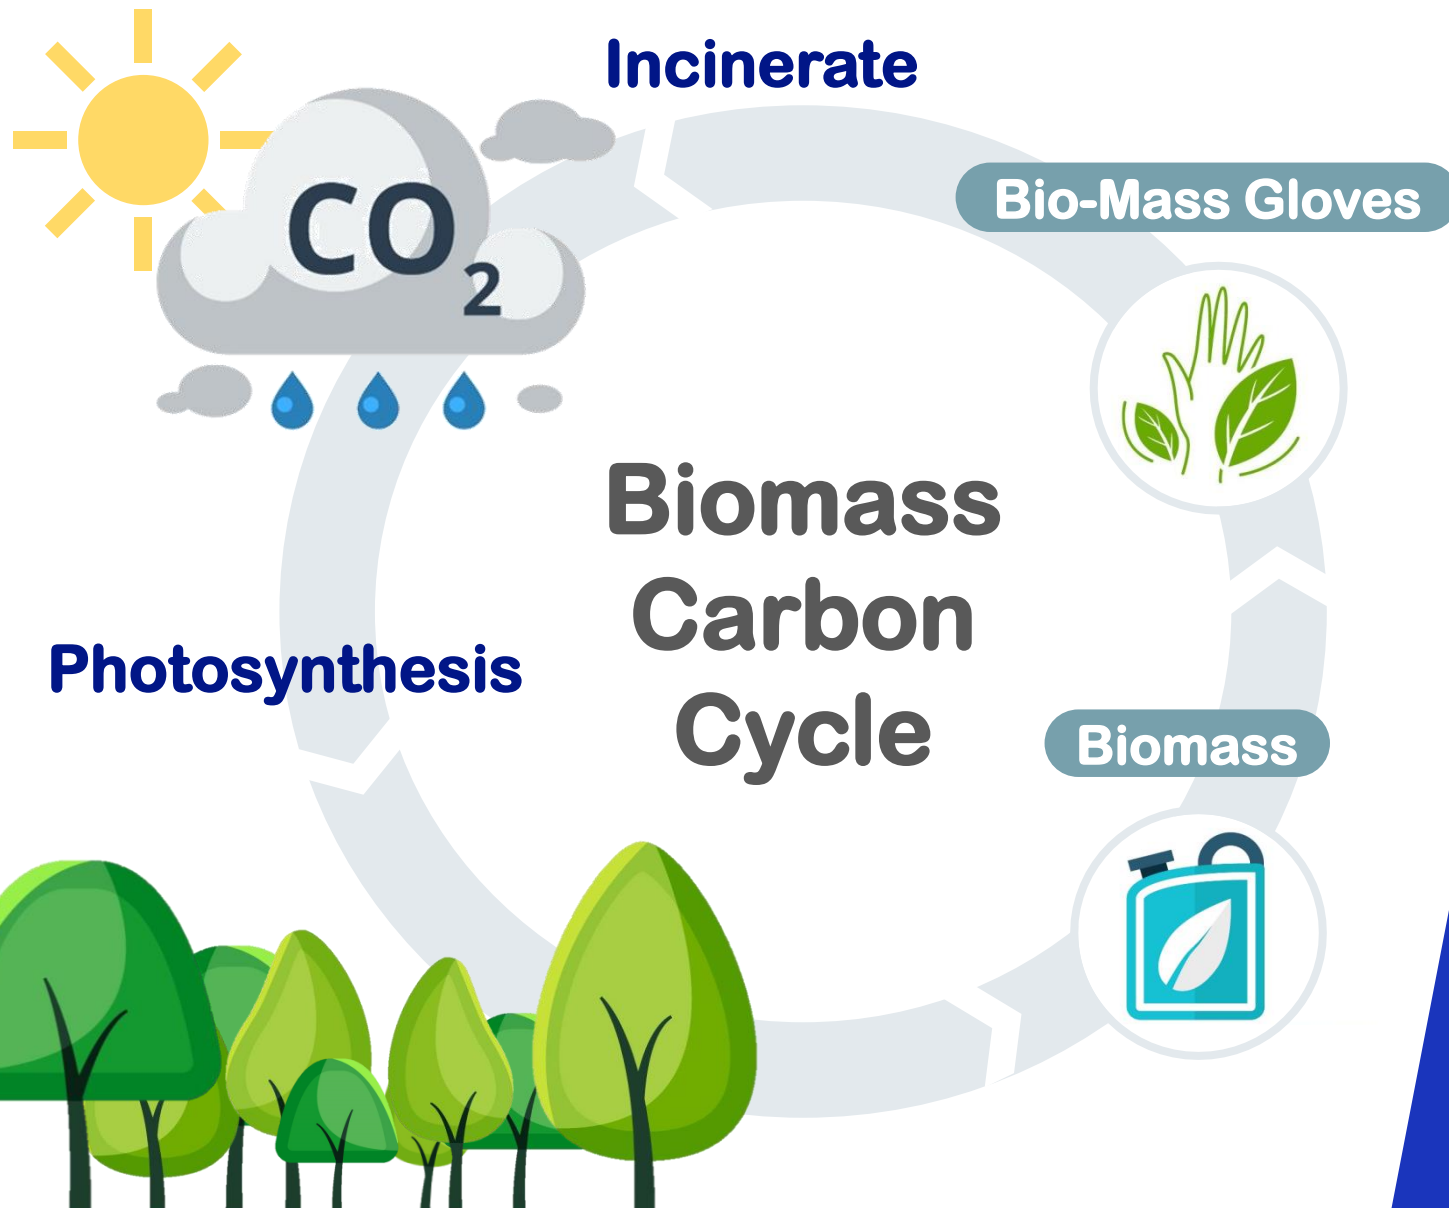 Incinerate
Bio-Mass Gloves
CO₂
Biomass
Carbon
Cycle
Photosynthesis
Biomass